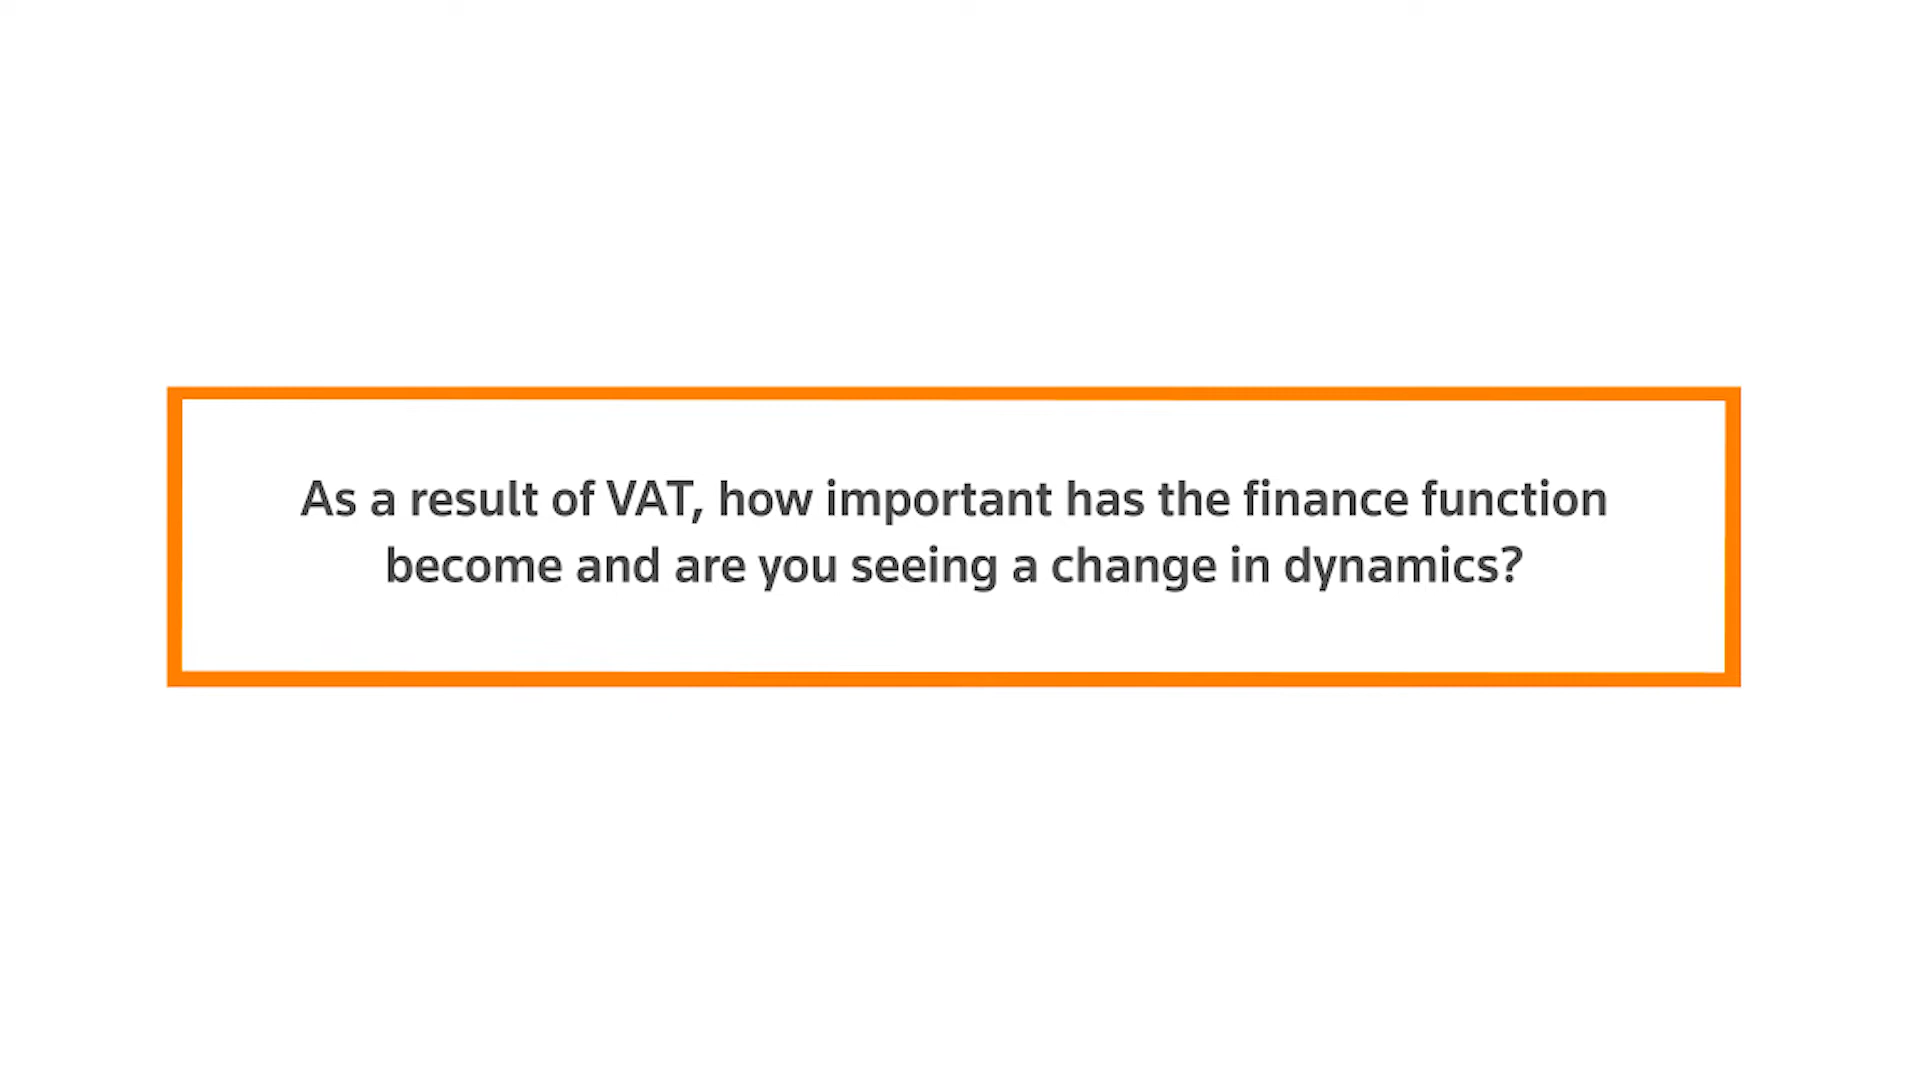 As a result of VAT, how important has the finance function
become and are you seeing a change in dynamics?